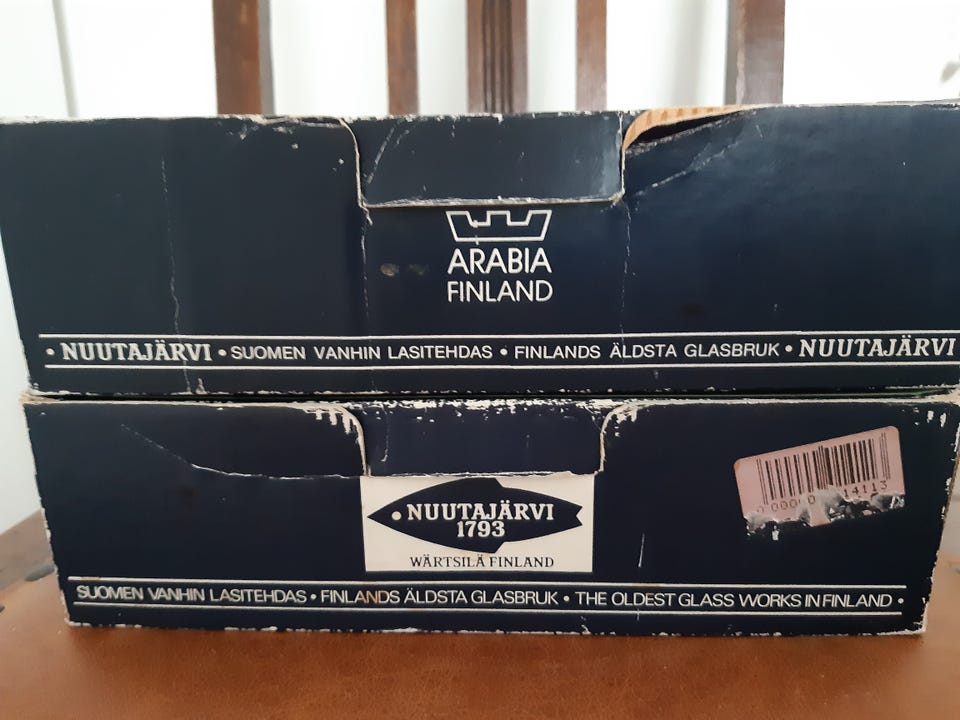 ARABIA
FINLAND
• NUUTAJÄRVI • SUOMEN VANHIN LASITEHDAS • FINLANDS ÄLDSTA GLASBRUK • NUUTAJÄRVI
14113
NUUTAJÄRVI
1793
WÄRTSILÄ FINLAND
SUOMEN VANHIN LASITEHDAS • FINLANDS ÄLDSTA GLASBRUK • THE OLDEST GLASS WORKS IN FINLAND •